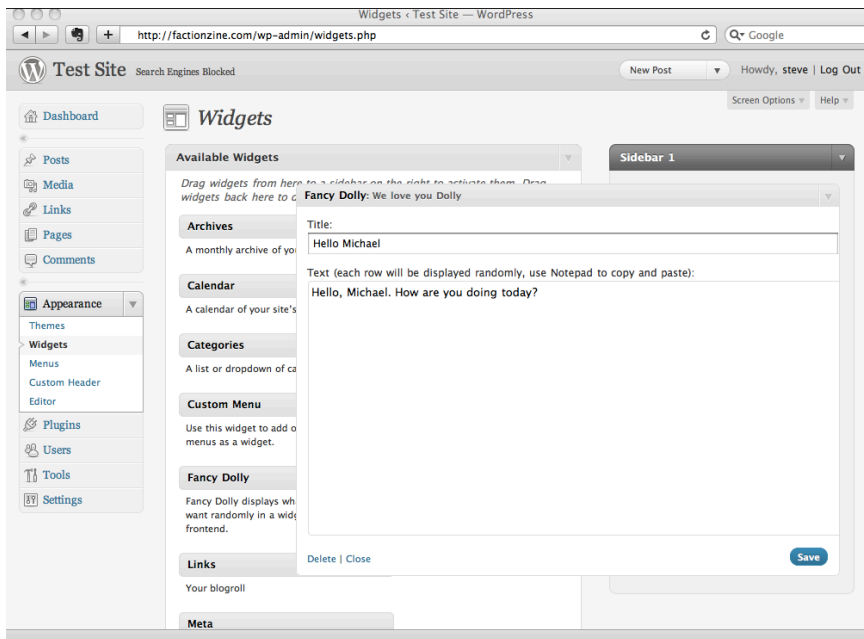 Widgets ‹ Test Site — WordPress
http://factionzine.com/wp-admin/widgets.php
Google
Test Site Search Engines Blocked
New Post
Howdy, steve | Log Out
Screen Options
Help
Dashboard
Posts
Media
Links
Pages
Comments
Appearance
Themes
Widgets
Menus
Custom Header
Editor
Plugins
Users
Tools
Settings
Widgets
Available Widgets
Drag widgets from here to a sidebar on the right to activate them. Drag
widgets back here to
Archives
A monthly archive of
Calendar
A calendar of your site's
Categories
A list or dropdown of
Custom Menu
Use this widget to add
menus as a widget.
Fancy Dolly
Fancy Dolly displays
want randomly in a
frontend.
Links
Your blogroll
Meta
Fancy Dolly: We love you Dolly
Title:
Hello Michael
Text (each row will be displayed randomly, use Notepad to copy and paste):
Hello, Michael. How are you doing today?
Delete | Close
Save
Sidebar 1